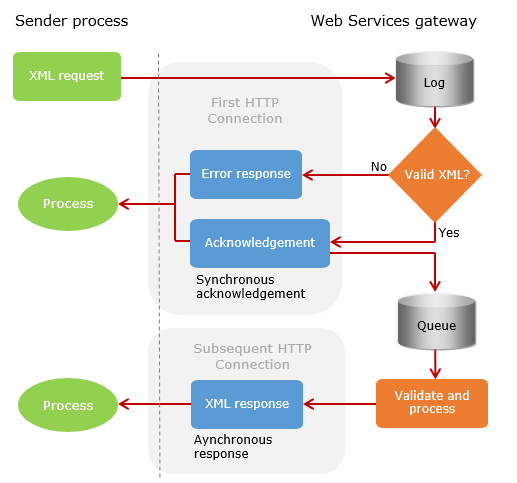 Sender process
Web Services gateway
XML request
Log
First HTTP
Connection
No
Valid XML?
Error response
Process
Yes
Acknowledgement
Synchronous
acknowledgement
Queue
Subsequent HTTP
Connection
Process
XML response
Validate and
process
Aynchronous
response